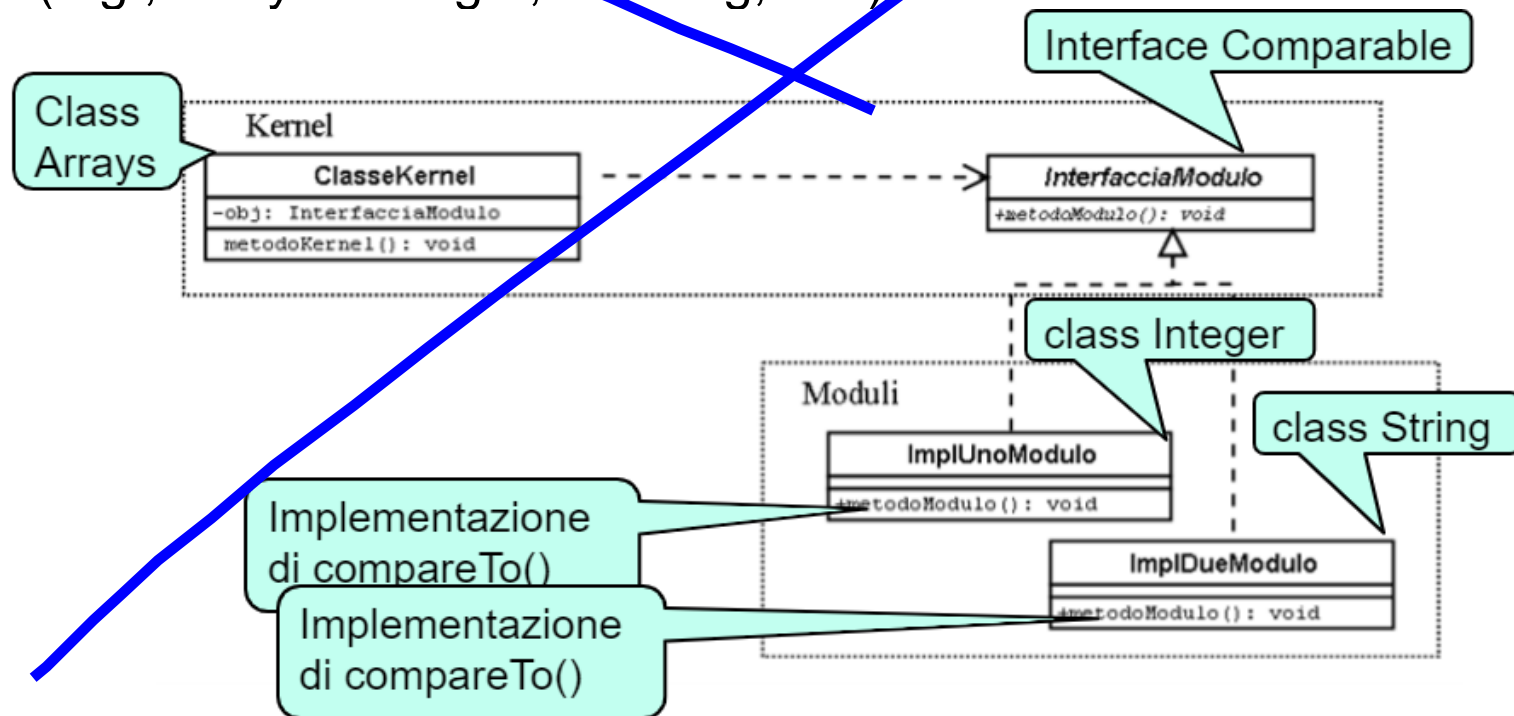 Interface Comparable
Class
Arrays
Kernel
ClasseKernel
-obj: InterfacciaModulo
metodoKernel(): void
InterfacciaModulo
+metodoModulo(): void
class Integer
Moduli
class String
ImplUnoModulo
+metodoModulo(): void
Implementazione
di compareTo()
ImplDueModulo
+metodoModulo(): void
Implementazione
di compareTo()